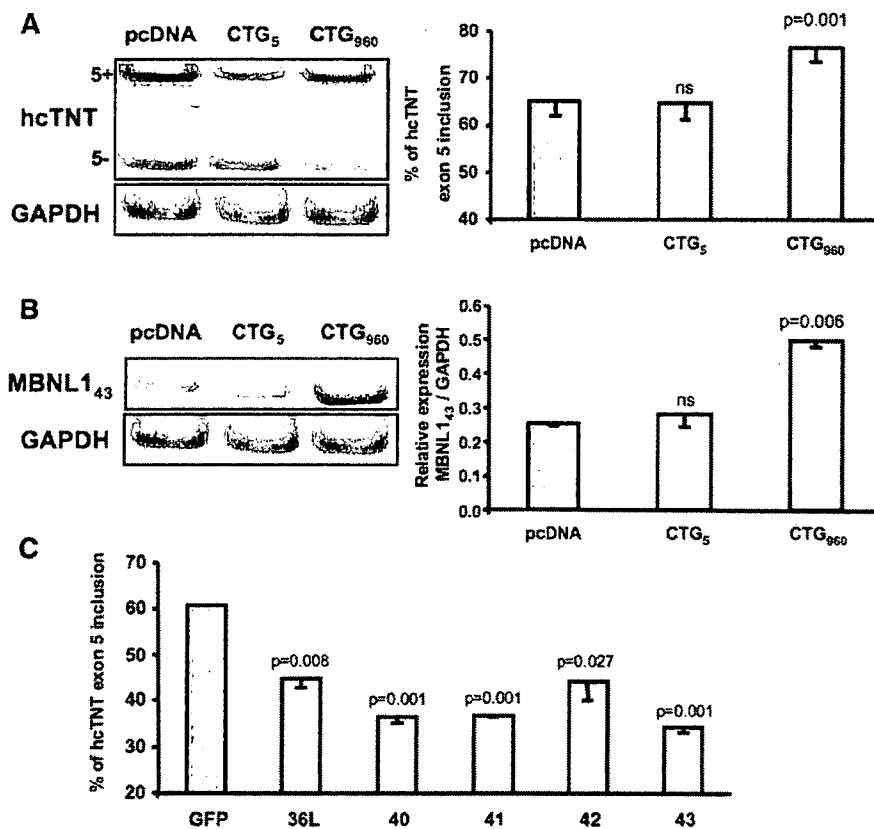 A
pcDNA CTG5 CTG960
5+
hcTNT
5-
GAPDH
% of hcTNT
exon 5 inclusion
80
70
60
50
40
p=0.001
ns
pcDNA CTG5 CTG960
B
pcDNA CTG5 CTG960
MBNL143
GAPDH
Relative expression
MBNL143 / GAPDH
0.6
0.5
0.4
0.3
0.2
0.1
0.0
p=0.006
ns
pcDNA CTG5 CTG960
C
% of hcTNT exon 5 inclusion
70
60
50
40
30
20
p=0.008
p=0.001
p=0.001
p=0.027
p=0.001
GFP 36L 40 41 42 43